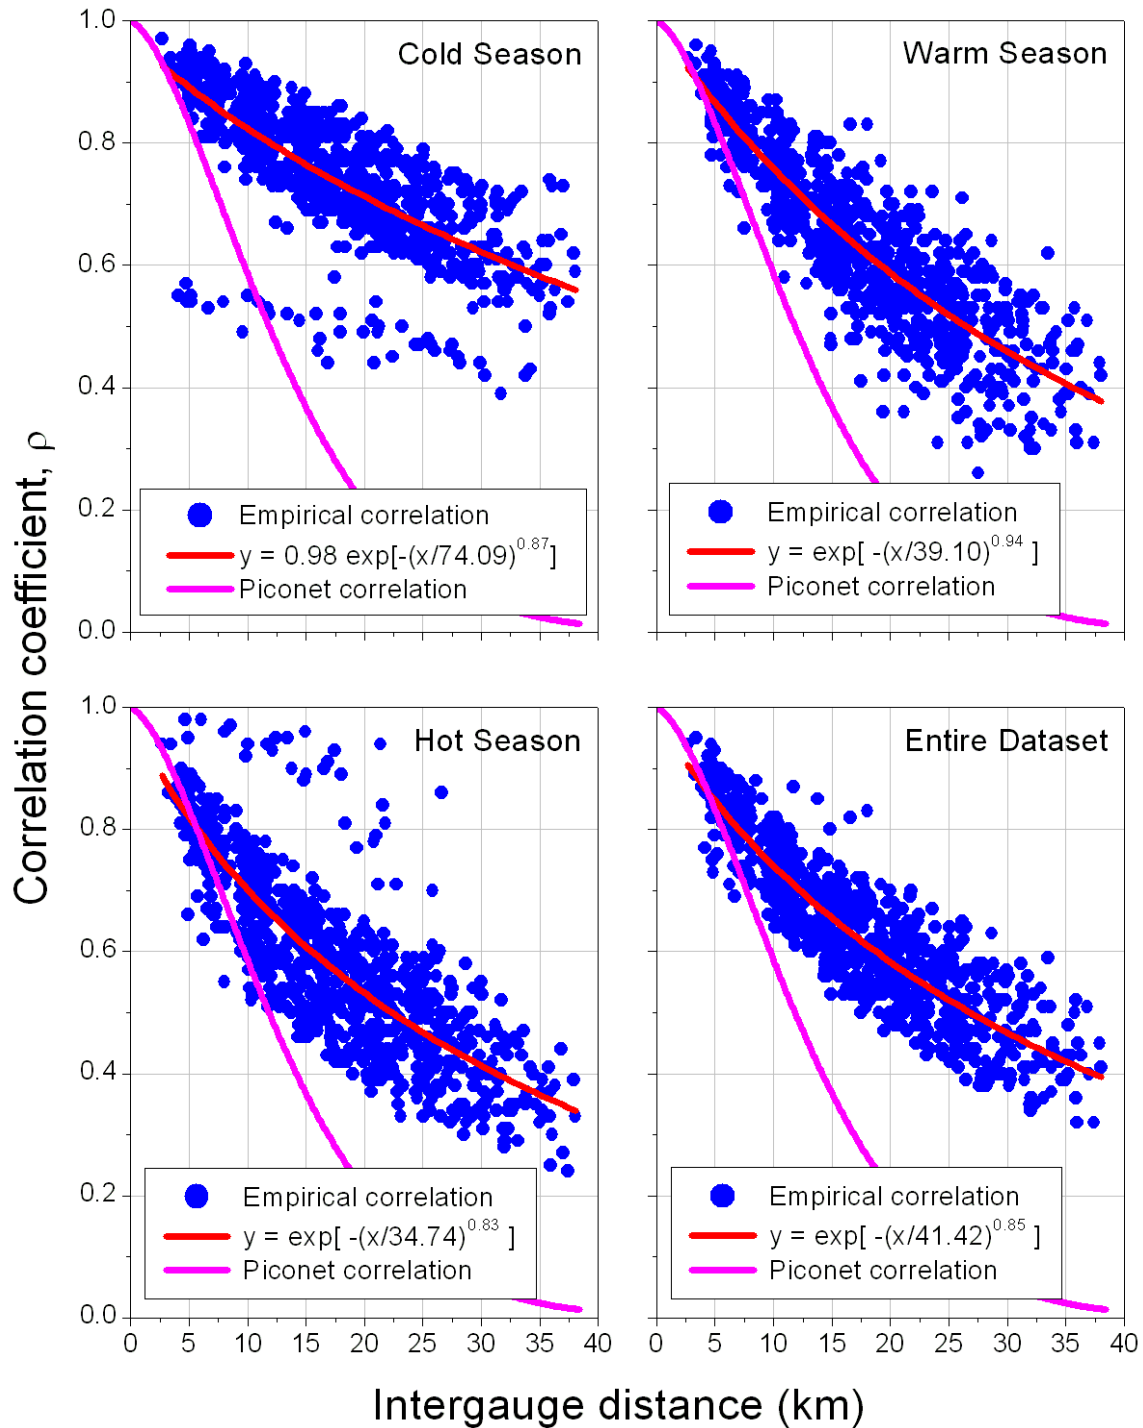 Correlation coefficient, ρ
1.0
0.8
0.6
0.4
0.2
0.0
Cold Season
Empirical correlation
y = 0.98 exp[-(x/74.09)^0.87]
Piconet correlation
Warm Season
Empirical correlation
y = exp[ -(x/39.10)^0.94 ]
Piconet correlation
1.0
0.8
0.6
0.4
0.2
0.0
Hot Season
Empirical correlation
y = exp[ -(x/34.74)^0.83 ]
Piconet correlation
0 5 10 15 20 25 30 35 40
Entire Dataset
Empirical correlation
y = exp[ -(x/41.42)^0.85 ]
Piconet correlation
0 5 10 15 20 25 30 35 40
Intergauge distance (km)